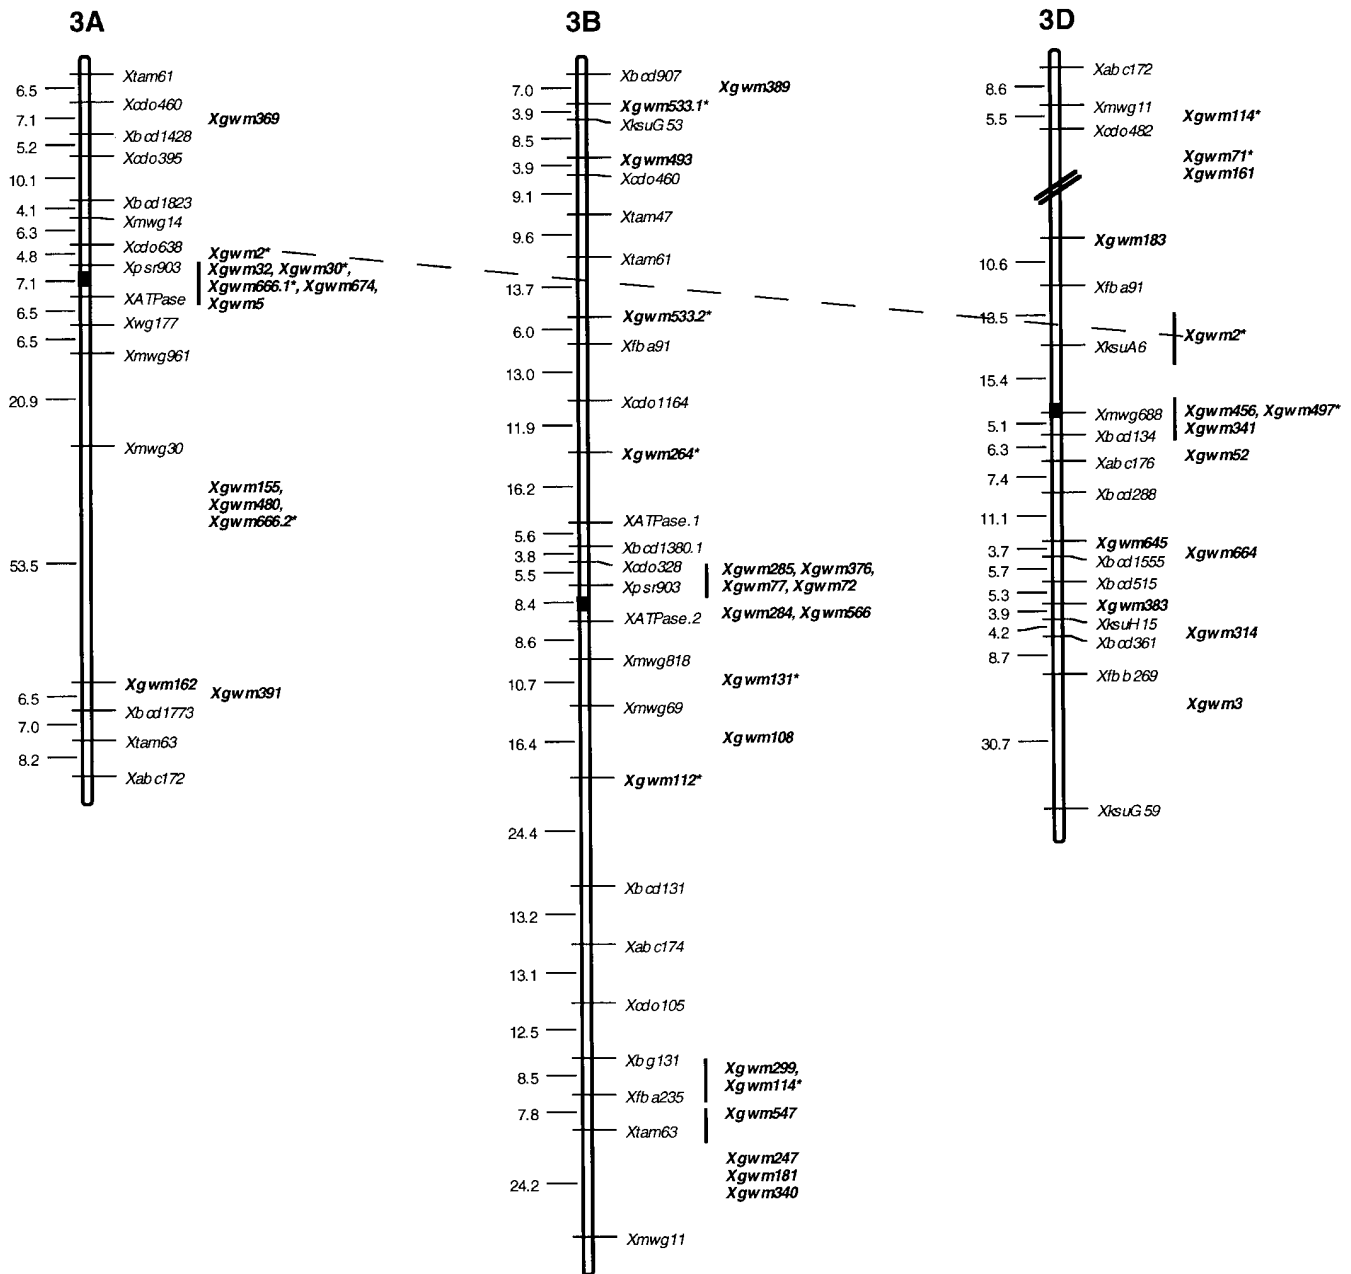 3A
6.5
7.1
5.2
10.1
4.1
6.3
4.8
7.1
6.5
6.5
20.9
53.5
6.5
7.0
8.2
Xtam61
Xcdo460
Xbcd1428
Xcdo395
Xbcd1823
Xmwg14
Xcdo638
Xpsr903
XATPase
Xwg177
Xmwg961
Xmwg30
Xgwm162
Xbcd1773
Xtam63
Xabc172
Xgwm369
Xgwm2*
Xgwm32, Xgwm30*,
Xgwm666.1*, Xgwm674,
Xgwm5
Xgwm155,
Xgwm480,
Xgwm666.2*
Xgwm391
3B
7.0
3.9
8.5
3.9
9.1
9.6
13.7
6.0
13.0
11.9
16.2
5.6
3.8
5.5
8.4
8.6
10.7
16.4
24.4
13.2
13.1
12.5
8.5
7.8
24.2
Xbcd907
Xgwm533.1*
XksuG53
Xgwm493
Xcdo460
Xtam47
Xtam61
Xgwm533.2*
Xfba91
Xcdo1164
Xgwm264*
XATPase.1
Xbcd1380.1
Xcdo328
Xpsr903
XATPase.2
Xmwg818
Xmwg69
Xgwm112*
Xbcd131
Xabc174
Xcdo105
Xbg131
Xfba235
Xtam63
Xmwg11
Xgwm389
Xgwm285, Xgwm376,
Xgwm77, Xgwm72
Xgwm284, Xgwm566
Xgwm131*
Xgwm108
Xgwm299,
Xgwm114*
Xgwm547
Xgwm247
Xgwm181
Xgwm340
3D
8.6
5.5
10.6
18.5
15.4
5.1
6.3
7.4
11.1
3.7
5.7
5.3
3.9
4.2
8.7
30.7
Xabc172
Xmwg11
Xcdo482
Xgwm183
Xfba91
XksuA6
Xmwg688
Xbcd134
Xabc176
Xbcd288
Xgwm645
Xbcd1555
Xbcd515
Xgwm383
XksuH15
Xbcd361
Xfbb269
XksuG59
Xgwm114*
Xgwm71*
Xgwm161
Xgwm2*
Xgwm456, Xgwm497*
Xgwm341
Xgwm52
Xgwm664
Xgwm314
Xgwm3